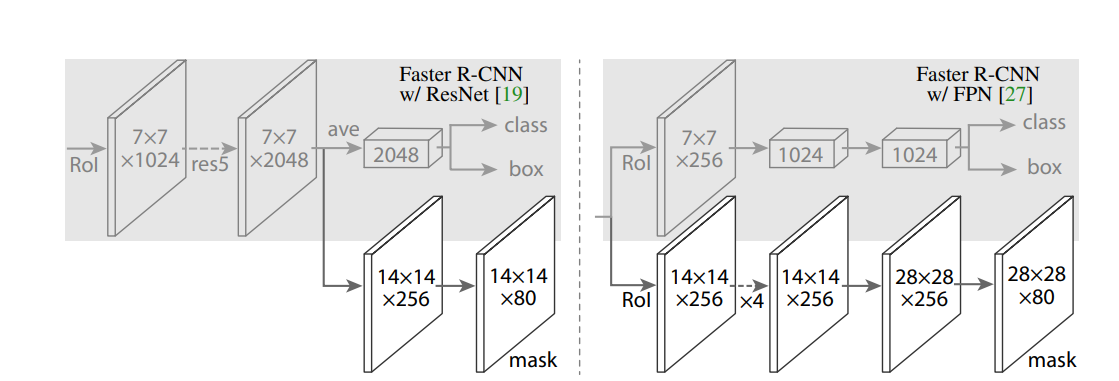 Faster R-CNN
w/ ResNet [19]
RoI
7×7
×1024
res5
7×7
×2048
ave
2048
class
box
14×14
×256
14×14
×80
mask
Faster R-CNN
w/ FPN [27]
RoI
7×7
×256
1024
1024
class
box
RoI
14×14
×256
×4
14×14
×256
28×28
×256
28×28
×80
mask